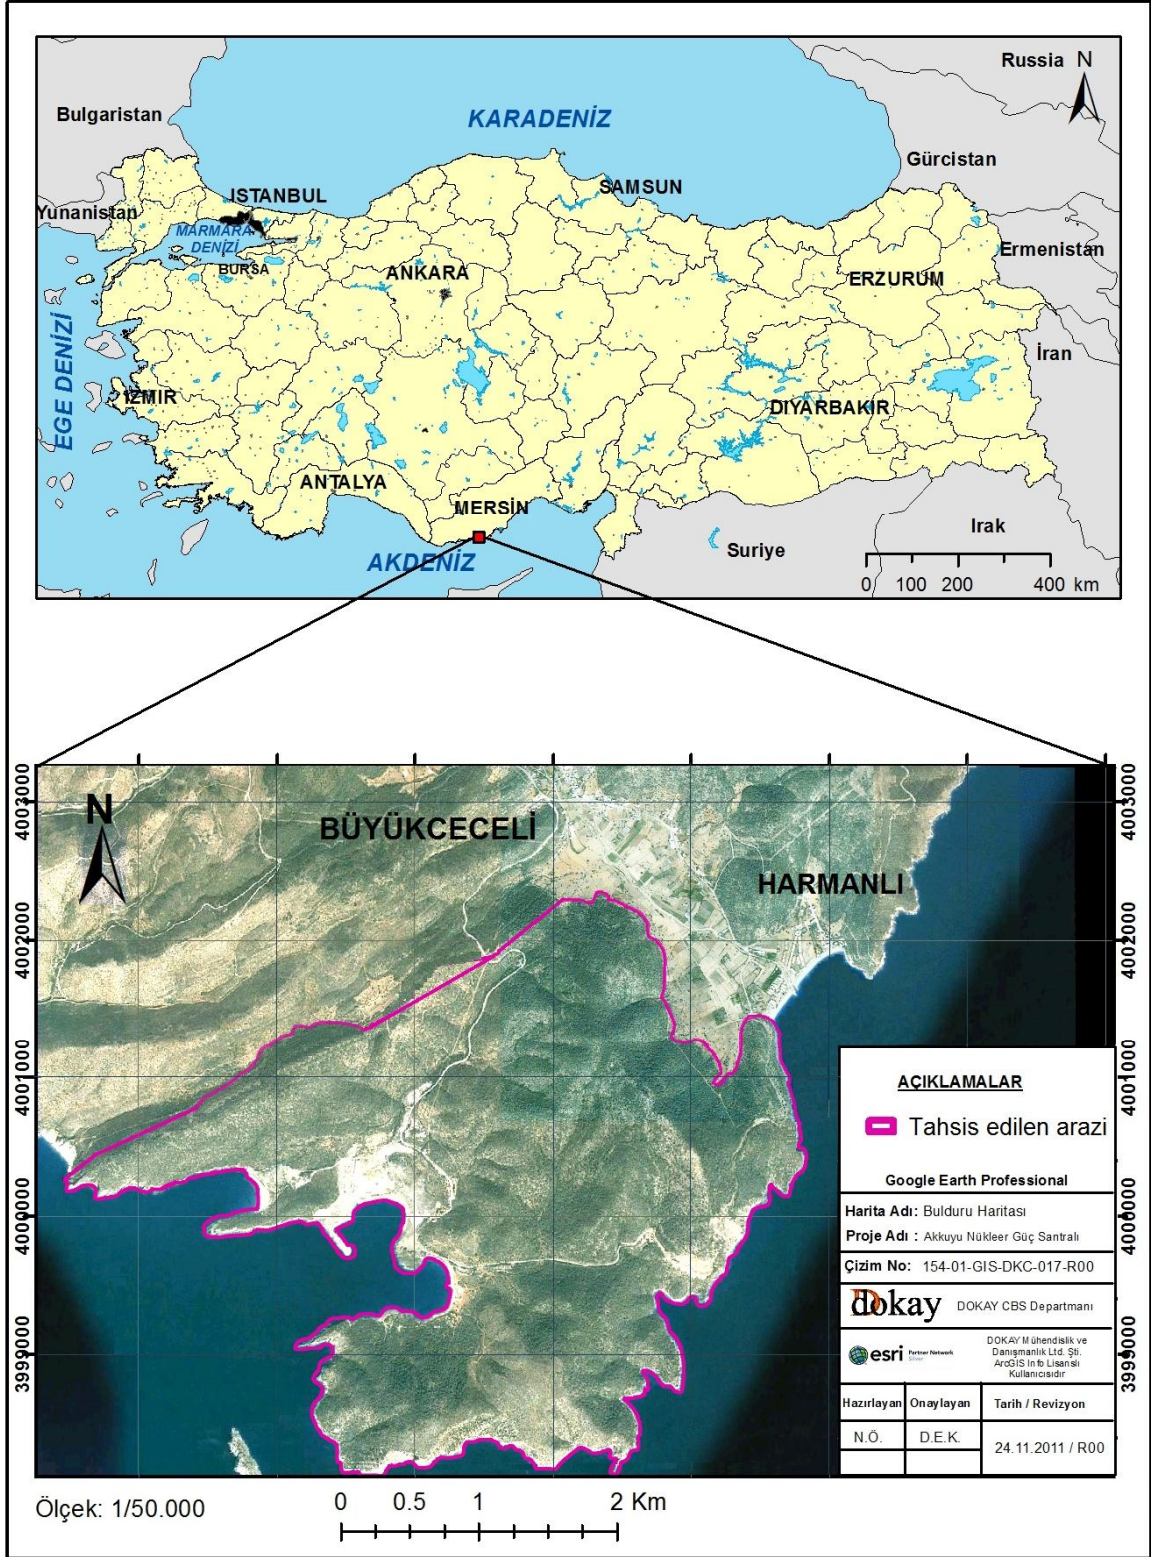 Russia N
Bulgaristan
KARADENİZ
Gürcistan
ISTANBUL
SAMSUN
Yunanistan
MARMARA
DENİZİ
Ermenistan
BURSA
ANKARA
ERZURUM
EGE DENİZİ
İran
İZMİR
DİYARBAKIR
ANTALYA
MERSİN
Irak
Suriye
AKDENİZ
0 100 200 400 km
4003000
4003000
N
BÜYÜKCECELİ
HARMANLI
4002000
4002000
4001000
4001000
AÇIKLAMALAR
Tahsis edilen arazi
Google Earth Professional
4000000
4000000
Harita Adı: Bulduru Haritası
Proje Adı : Akkuyu Nükleer Güç Santralı
Çizim No: 154-01-GIS-DKC-017-R00
Dokay DOKAY CBS Departmanı
3999000
3999000
esri Partner Network
Silver
DOKAY Mühendislik ve
Danışmanlık Ltd. Şti.
ArcGIS Info Lisanslı
Kullanıcısıdır
Hazırlayan Onaylayan Tarih / Revizyon
N.Ö. D.E.K. 24.11.2011 / R00
Ölçek: 1/50.000
0 0.5 1 2 Km